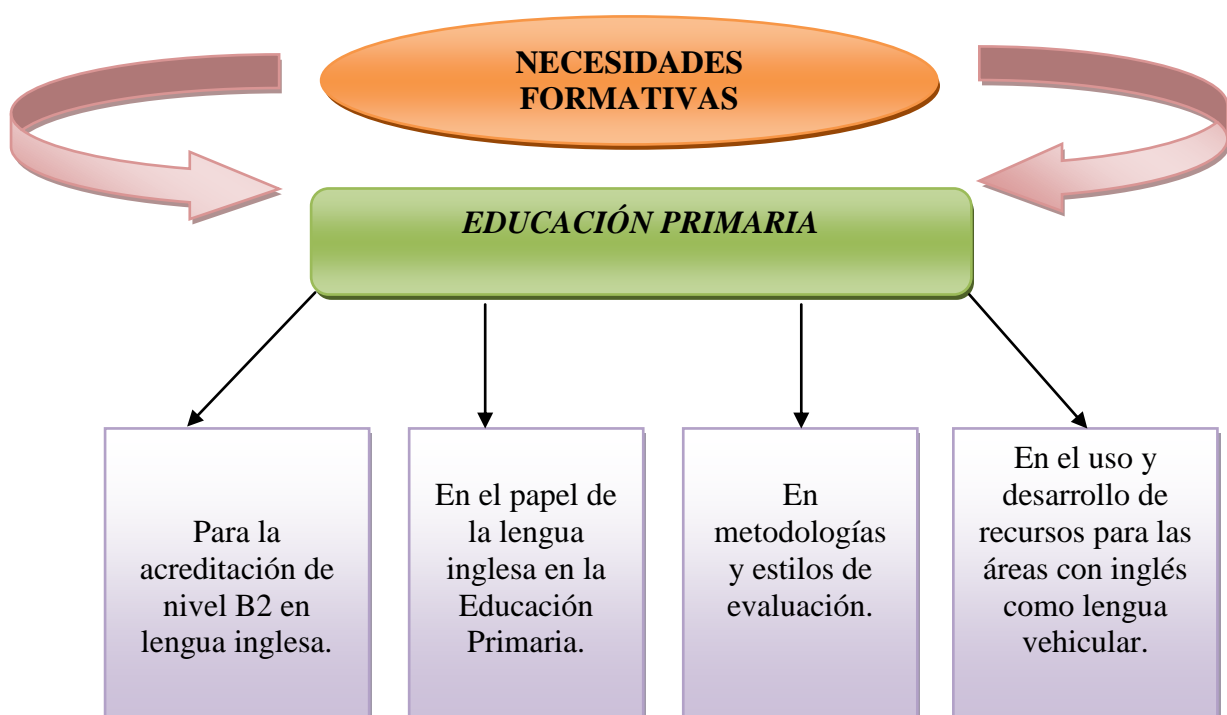 NECESIDADES
FORMATIVAS
EDUCACIÓN PRIMARIA
Para la
acreditación de
nivel B2 en
lengua inglesa.
En el papel de
la lengua
inglesa en la
Educación
Primaria.
En
metodologías
y estilos de
evaluación.
En el uso y
desarrollo de
recursos para las
áreas con inglés
como lengua
vehicular.